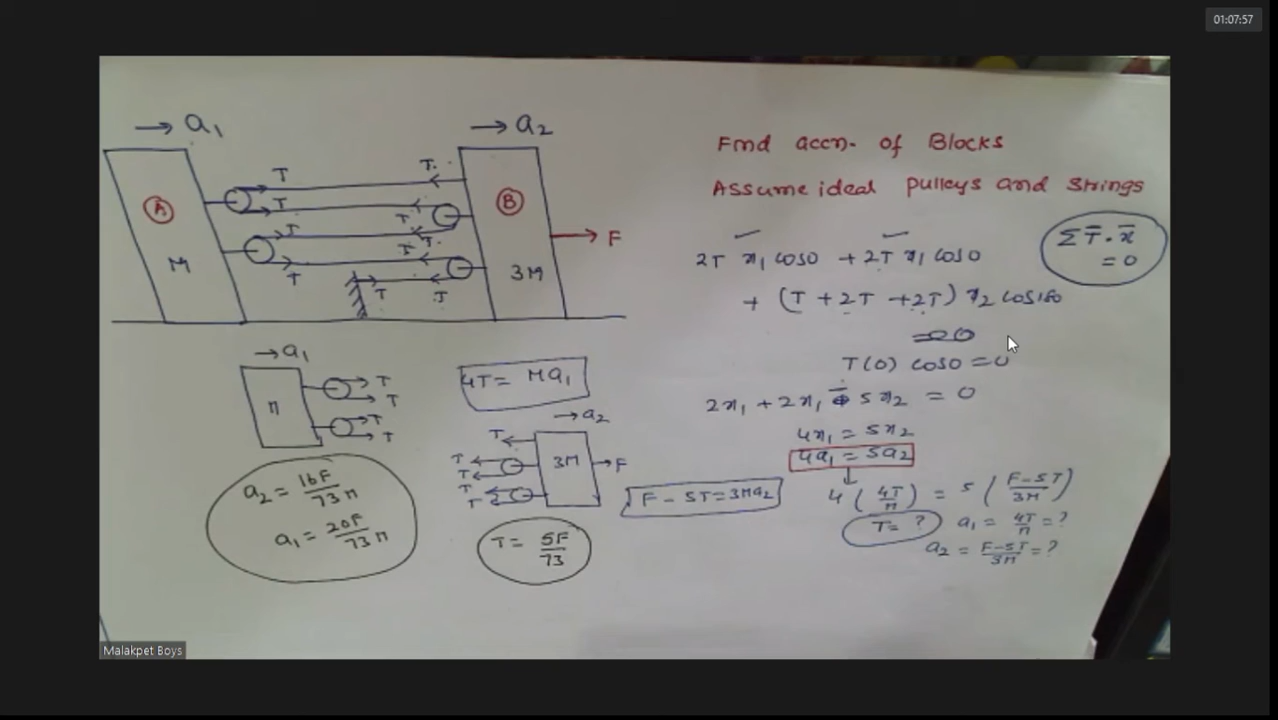 01:07:57
→ a₁
→ a₂
Find accn. of Blocks
Assume ideal pulleys and strings
A
M
T
T
T
T
T
T
T
T
T
T
T
B
3M
F
2T x₁ cos0 + 2T x₁ cos0
+ (T + 2T + 2T) x₂ cos180
= 0
Σ T̄ · x̄
= 0
T(0) cos0 = 0
2x₁ + 2x₁ - 5x₂ = 0
4x₁ = 5x₂
4a₁ = 5a₂
4 (4T/M) = 5 (F-5T/3M)
T = ?
a₁ = 4T/M = ?
a₂ = F-5T/3M = ?
→ a₁
M
T
T
T
T
4T = Ma₁
→ a₂
T
T
T
T
T
3M
F
F - 5T = 3Ma₂
a₂ = 16F/73M
a₁ = 20F/73M
T = 5F/73
Malakpet Boys